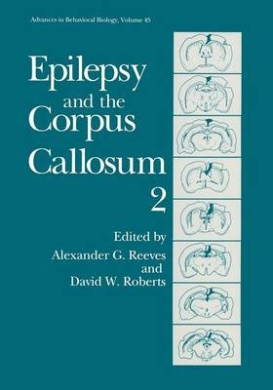 Advances in Behavioral Biology, Volume 45
Epilepsy
and the
Corpus
Callosum
2
Edited by
Alexander G. Reeves
and
David W. Roberts